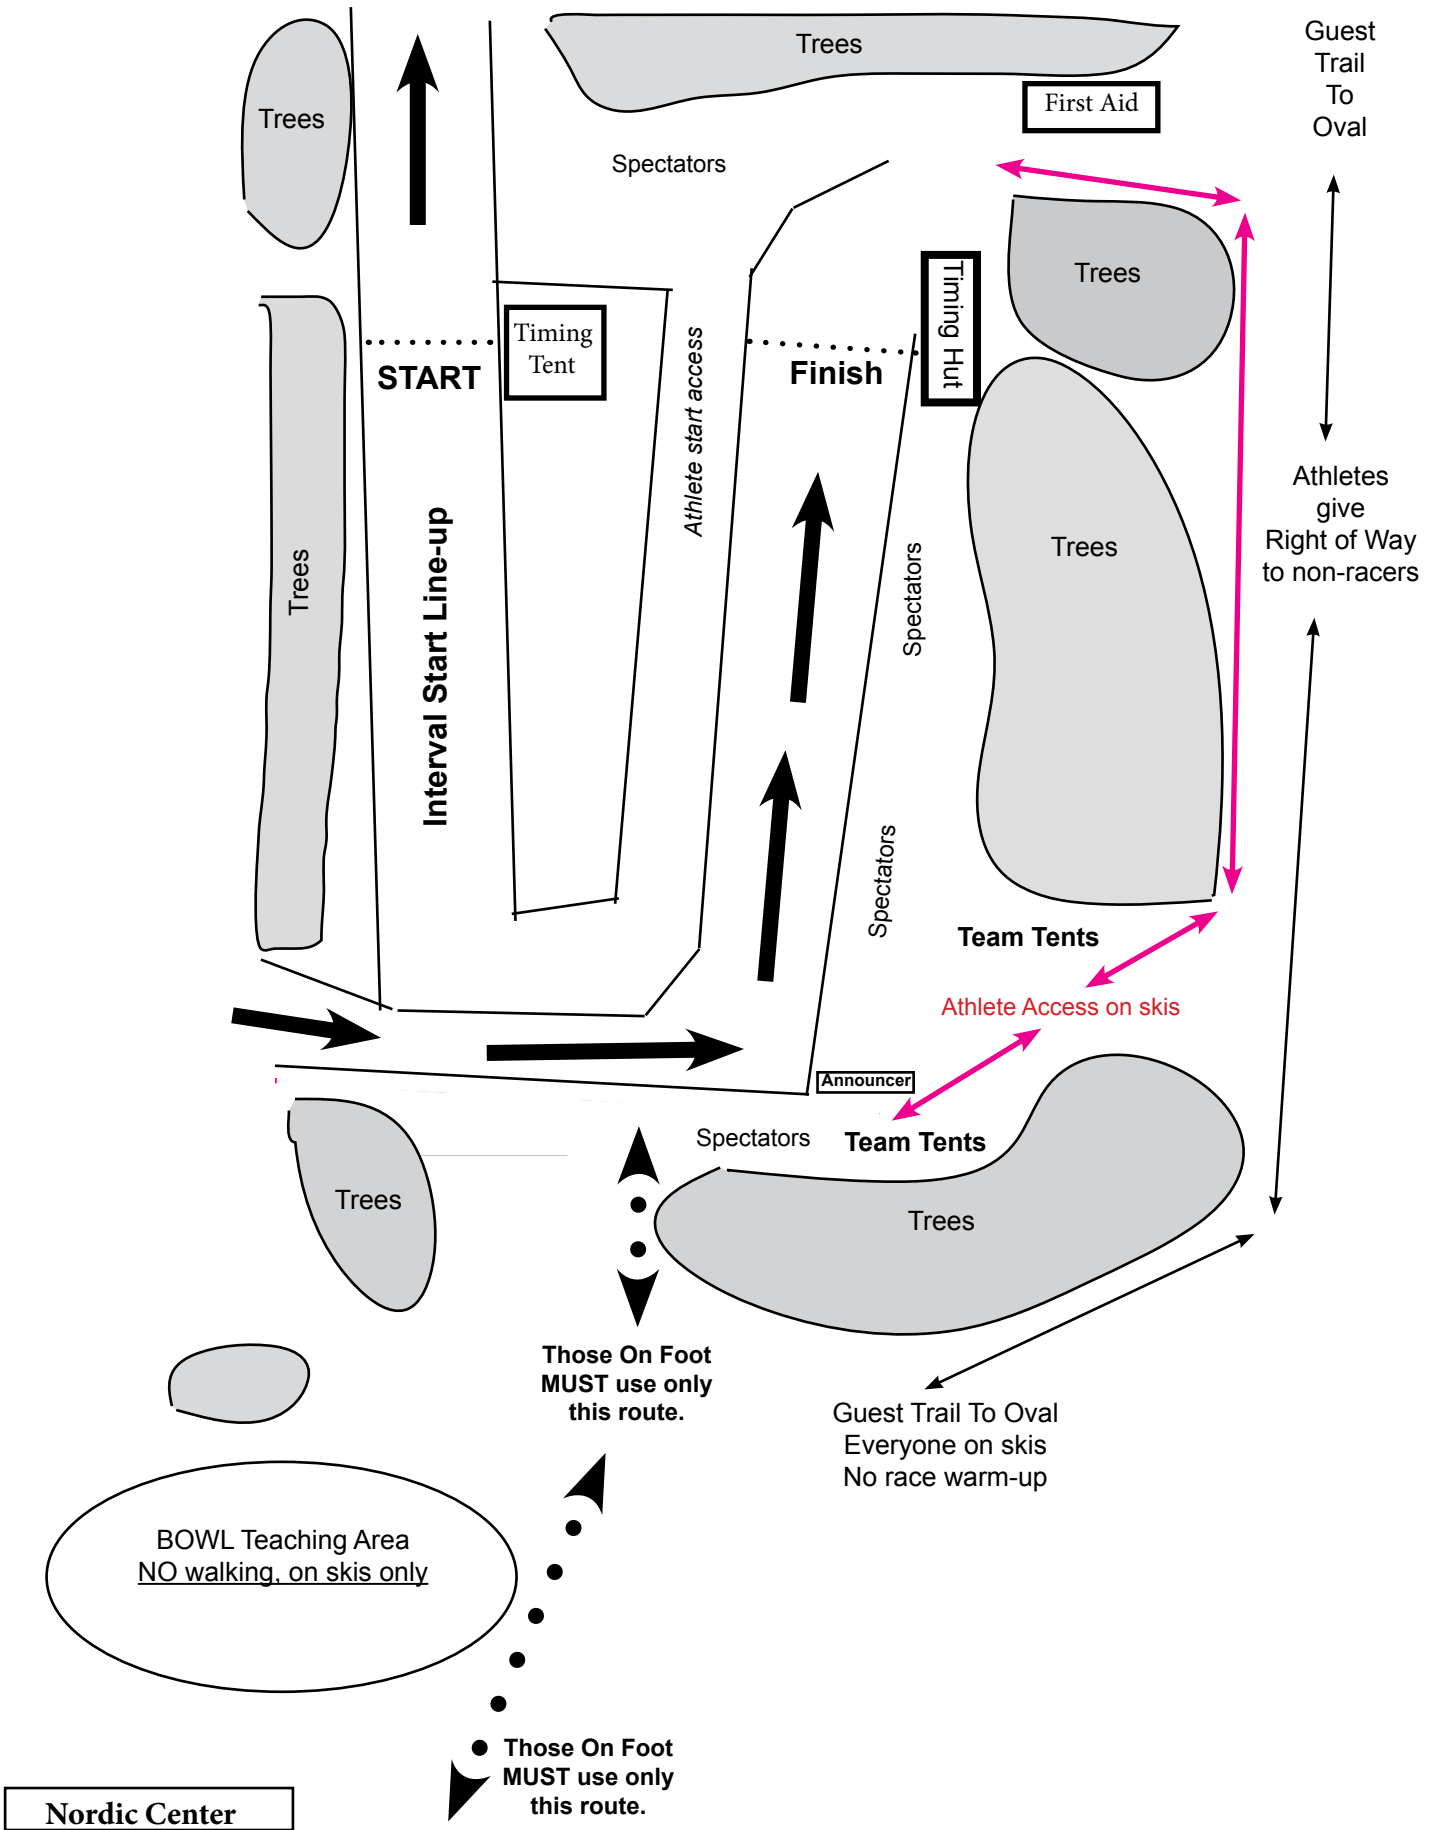 Trees
Guest
Trail
To
Oval
First Aid
Trees
Spectators
Trees
Timing Hut
Timing
Tent
START
Finish
Athlete start access
Athletes
give
Right of Way
to non-racers
Trees
Trees
Interval Start Line-up
Spectators
Spectators
Team Tents
Athlete Access on skis
Announcer
Spectators
Team Tents
Trees
Trees
Those On Foot
MUST use only
this route.
Guest Trail To Oval
Everyone on skis
No race warm-up
BOWL Teaching Area
NO walking, on skis only
Those On Foot
MUST use only
this route.
Nordic Center